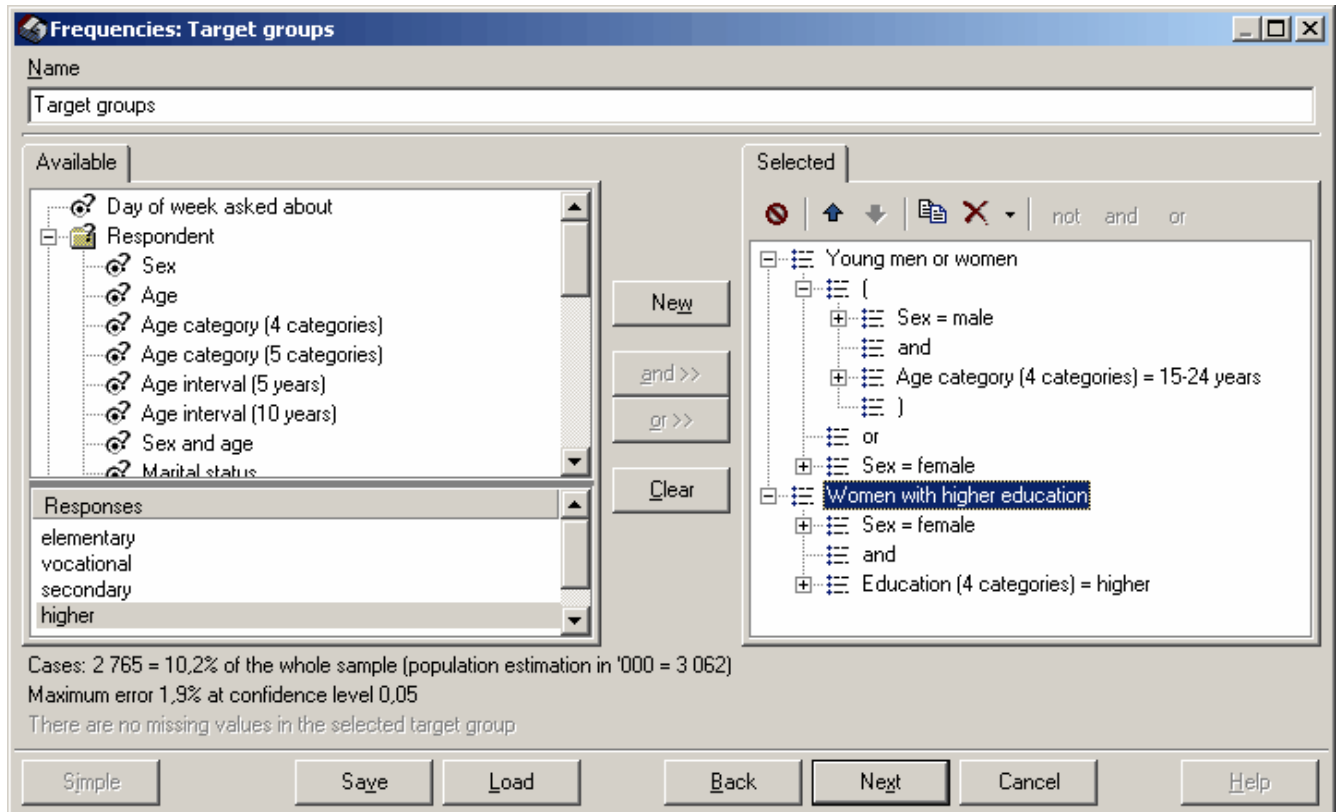 Frequencies: Target groups
Name
Target groups
Available
Day of week asked about
Respondent
Sex
Age
Age category (4 categories)
Age category (5 categories)
Age interval (5 years)
Age interval (10 years)
Sex and age
Marital status
Responses
elementary
vocational
secondary
higher
New
and >>
or >>
Clear
Selected
not and or
Young men or women
(
Sex = male
and
Age category (4 categories) = 15-24 years
)
or
Sex = female
Women with higher education
Sex = female
and
Education (4 categories) = higher
Cases: 2 765 = 10,2% of the whole sample (population estimation in '000 = 3 062)
Maximum error 1,9% at confidence level 0,05
There are no missing values in the selected target group
Simple Save Load Back Next Cancel Help